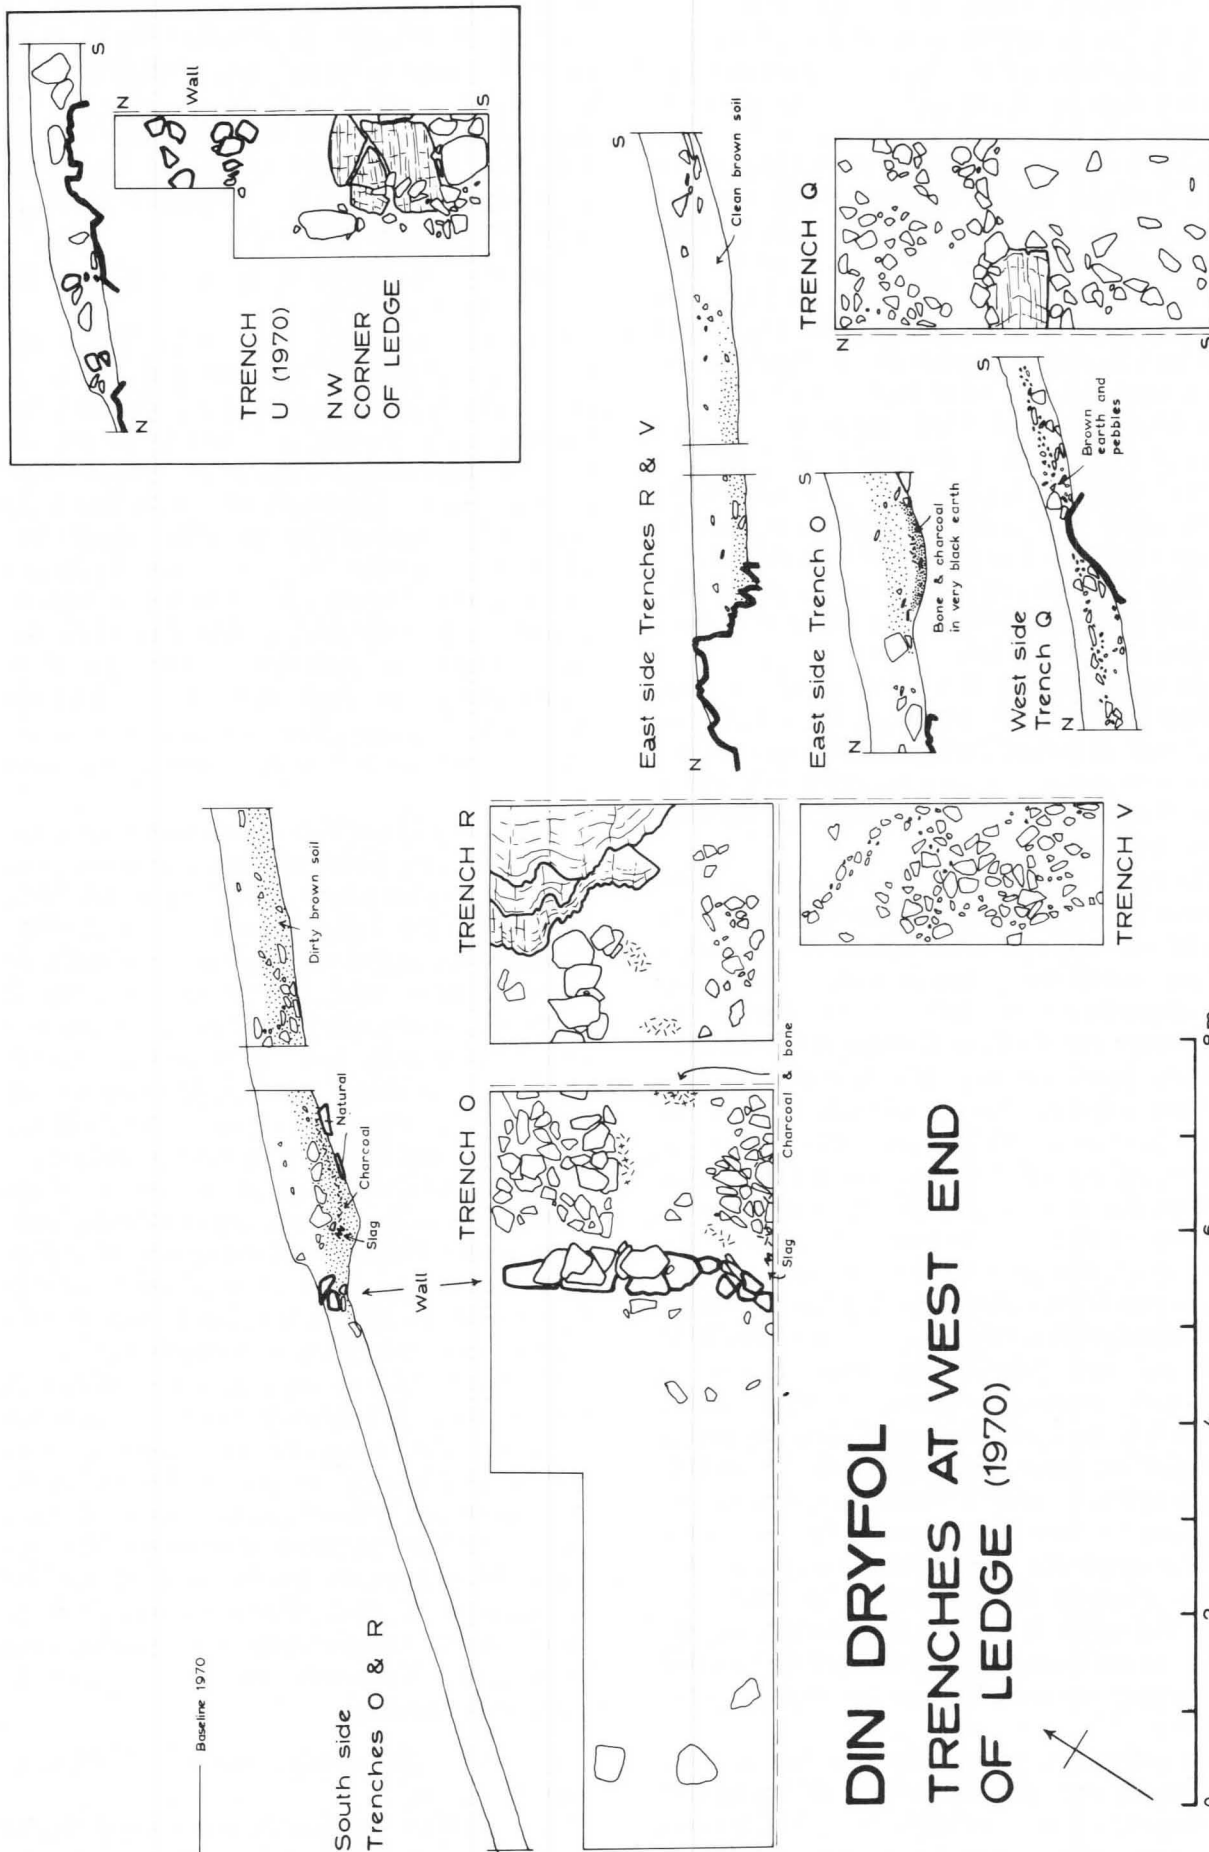 DIN DRYFOL
TRENCHES AT WEST END
OF LEDGE (1970)
Baseline 1970
South side
Trenches O & R
Wall
Slag
Charcoal
Natural
Dirty brown soil
TRENCH O
Slag
Charcoal & bone
TRENCH R
TRENCH V
0
2
4
6
8m
TRENCH
U (1970)
NW
CORNER
OF LEDGE
N
S
N
Wall
S
East side Trenches R & V
N
S
Clean brown soil
East side Trench O
N
S
Bone & charcoal
in very black earth
West side
Trench Q
N
S
Brown
earth and
pebbles
TRENCH Q
N
S